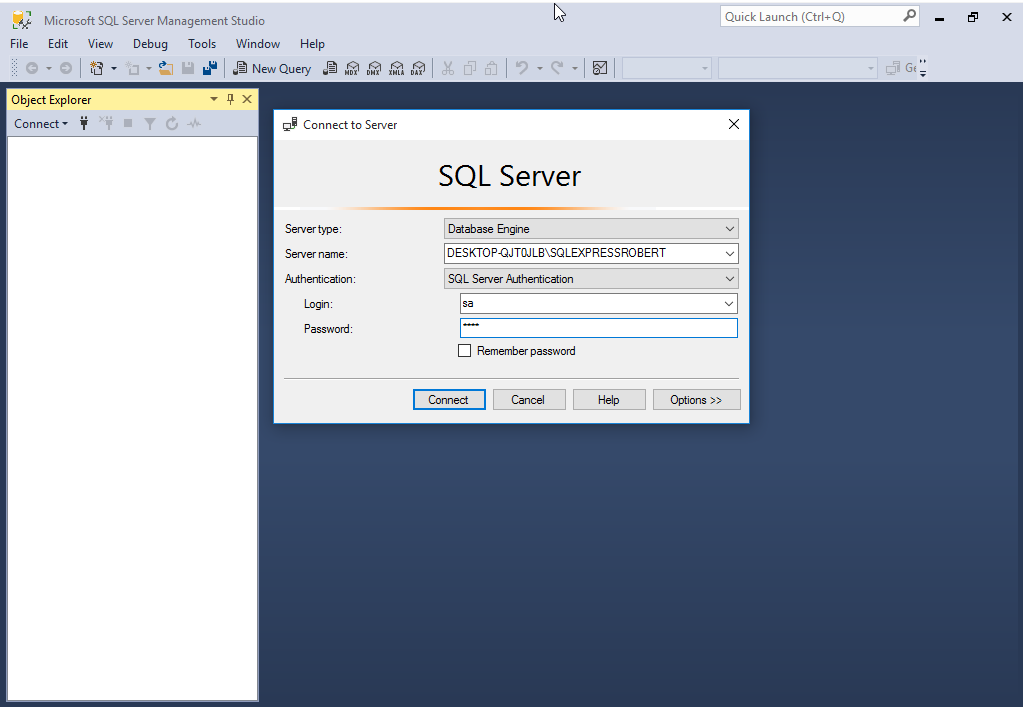 Microsoft SQL Server Management Studio
Quick Launch (Ctrl+Q)
File Edit View Debug Tools Window Help
New Query MDX DMX XMLA DAX
Object Explorer
Connect
Connect to Server
SQL Server
Server type: Database Engine
Server name: DESKTOP-QJT0JLB\SQLEXPRESSROBERT
Authentication: SQL Server Authentication
Login: sa
Password: ****
Remember password
Connect Cancel Help Options >>